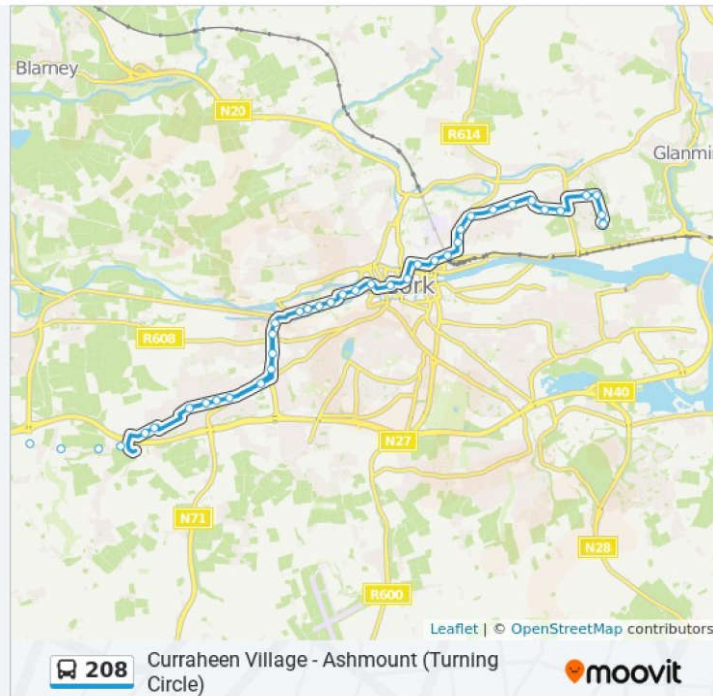 Blarney
N20
R614
Glanmi
Cork
R608
N40
N27
N71
N28
R600
Leaflet | © OpenStreetMap contributors
208 Curraheen Village - Ashmount (Turning
Circle)
moovit